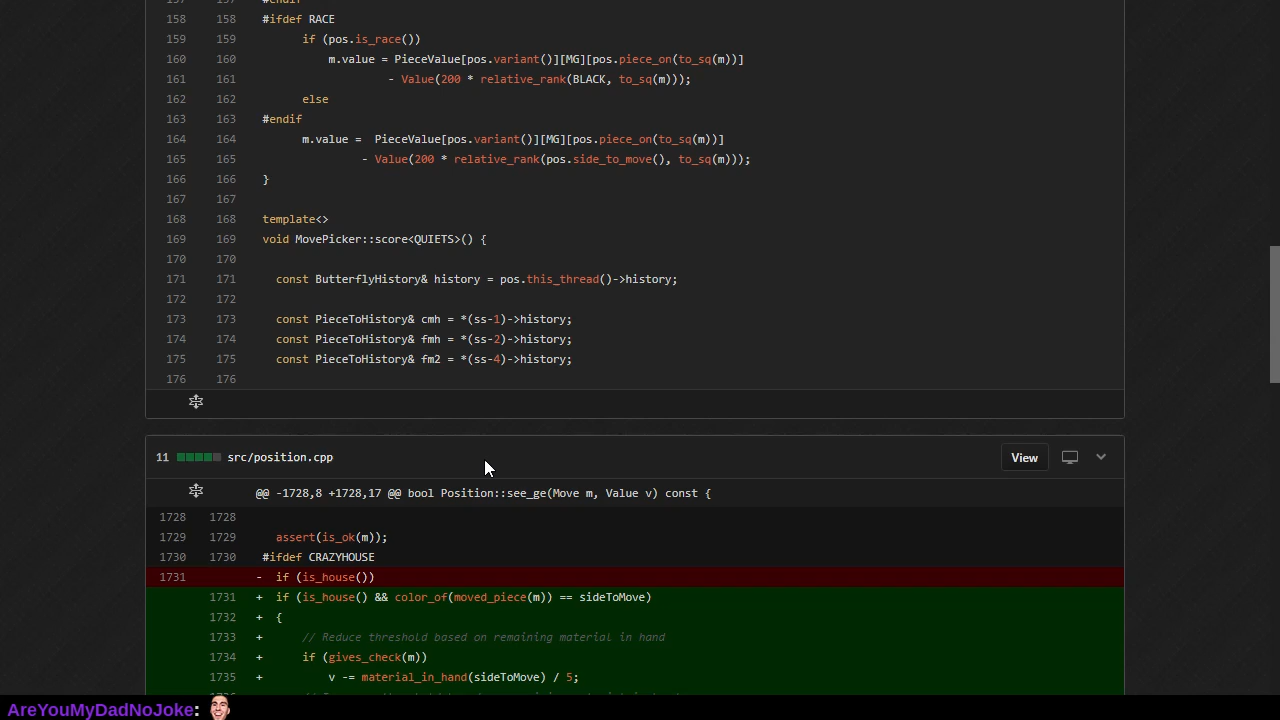 158 158 #ifdef RACE
159 159 if (pos.is_race())
160 160 m.value = PieceValue[pos.variant()][MG][pos.piece_on(to_sq(m))]
161 161 - Value(200 * relative_rank(BLACK, to_sq(m)));
162 162 else
163 163 #endif
164 164 m.value =  PieceValue[pos.variant()][MG][pos.piece_on(to_sq(m))]
165 165 - Value(200 * relative_rank(pos.side_to_move(), to_sq(m)));
166 166 }
167 167
168 168 template<>
169 169 void MovePicker::score<QUIETS>() {
170 170
171 171 const ButterflyHistory& history = pos.this_thread()->history;
172 172
173 173 const PieceToHistory& cmh = *(ss-1)->history;
174 174 const PieceToHistory& fmh = *(ss-2)->history;
175 175 const PieceToHistory& fm2 = *(ss-4)->history;
176 176
11 src/position.cpp View
@@ -1728,8 +1728,17 @@ bool Position::see_ge(Move m, Value v) const {
1728 1728
1729 1729 assert(is_ok(m));
1730 1730 #ifdef CRAZYHOUSE
1731 - if (is_house())
1731 + if (is_house() && color_of(moved_piece(m)) == sideToMove)
1732 + {
1733 + // Reduce threshold based on remaining material in hand
1734 + if (gives_check(m))
1735 + v -= material_in_hand(sideToMove) / 5;
AreYouMyDadNoJoke: